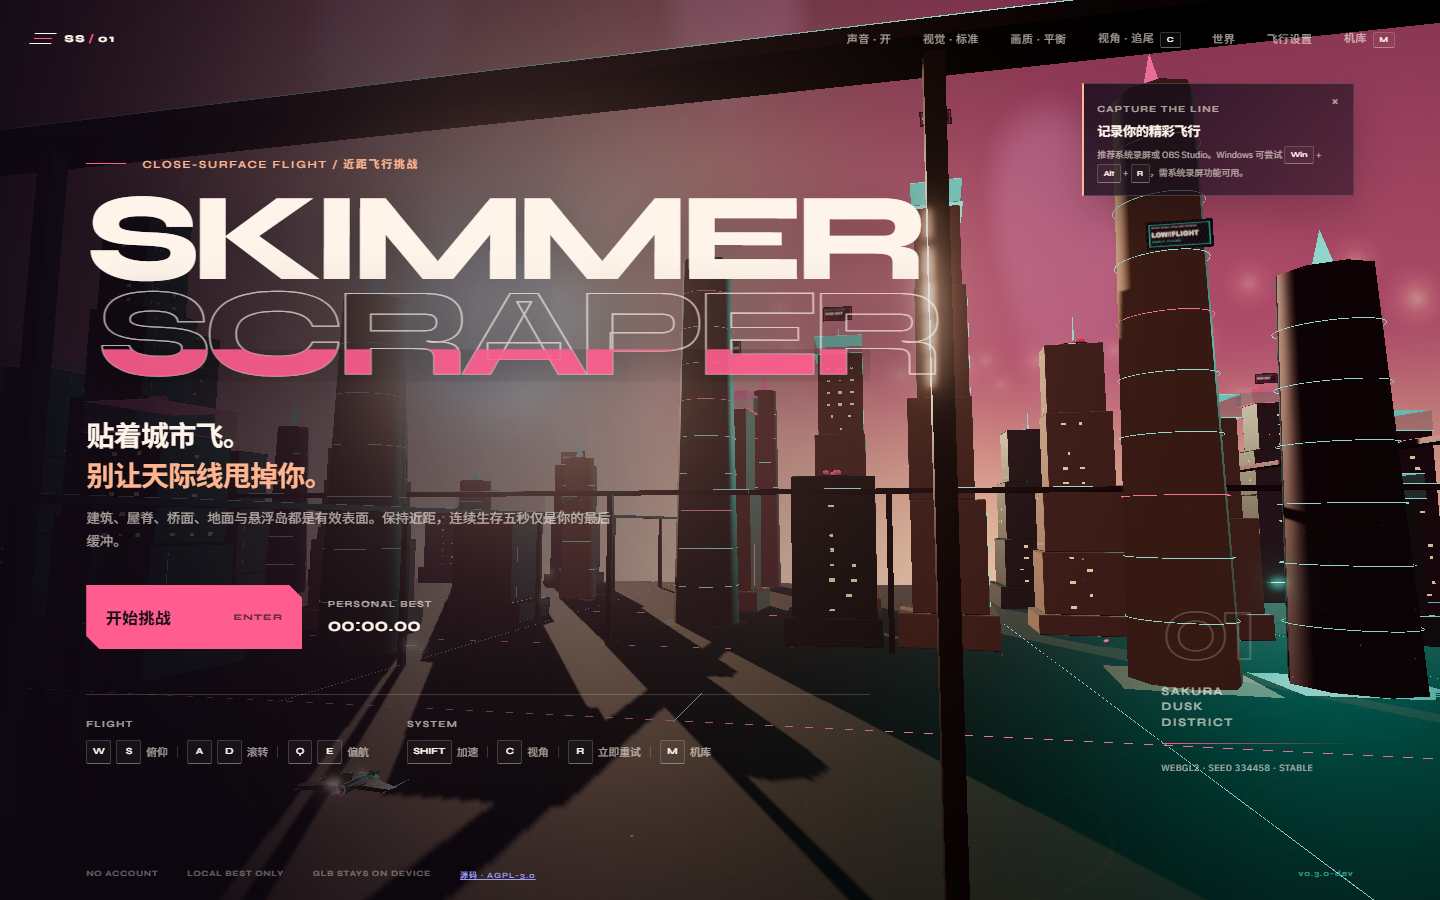 SS / 01
声音 · 开
视觉 · 标准
画质 · 平衡
视角 · 追尾 C
世界
飞行设置
机库 M
CAPTURE THE LINE
×
记录你的精彩飞行
推荐系统录屏或 OBS Studio。Windows 可尝试 Win +
Alt + R ，需系统录屏功能可用。
CLOSE-SURFACE FLIGHT / 近距飞行挑战
SKIMMER
SCRAPER
LOW FLIGHT
贴着城市飞。
别让天际线甩掉你。
建筑、屋脊、桥面、地面与悬浮岛都是有效表面。保持近距，连续生存五秒仅是你的最后
缓冲。
开始挑战 ENTER
PERSONAL BEST
00:00.00
01
SAKURA
DUSK
DISTRICT
WEBGL2 · SEED 334458 · STABLE
FLIGHT
W S 俯仰 A D 滚转 Q E 偏航
SYSTEM
SHIFT 加速 C 视角 R 立即重试 M 机库
NO ACCOUNT
LOCAL BEST ONLY
GLB STAYS ON DEVICE
源码 · AGPL-3.0
v0.3.0-dev